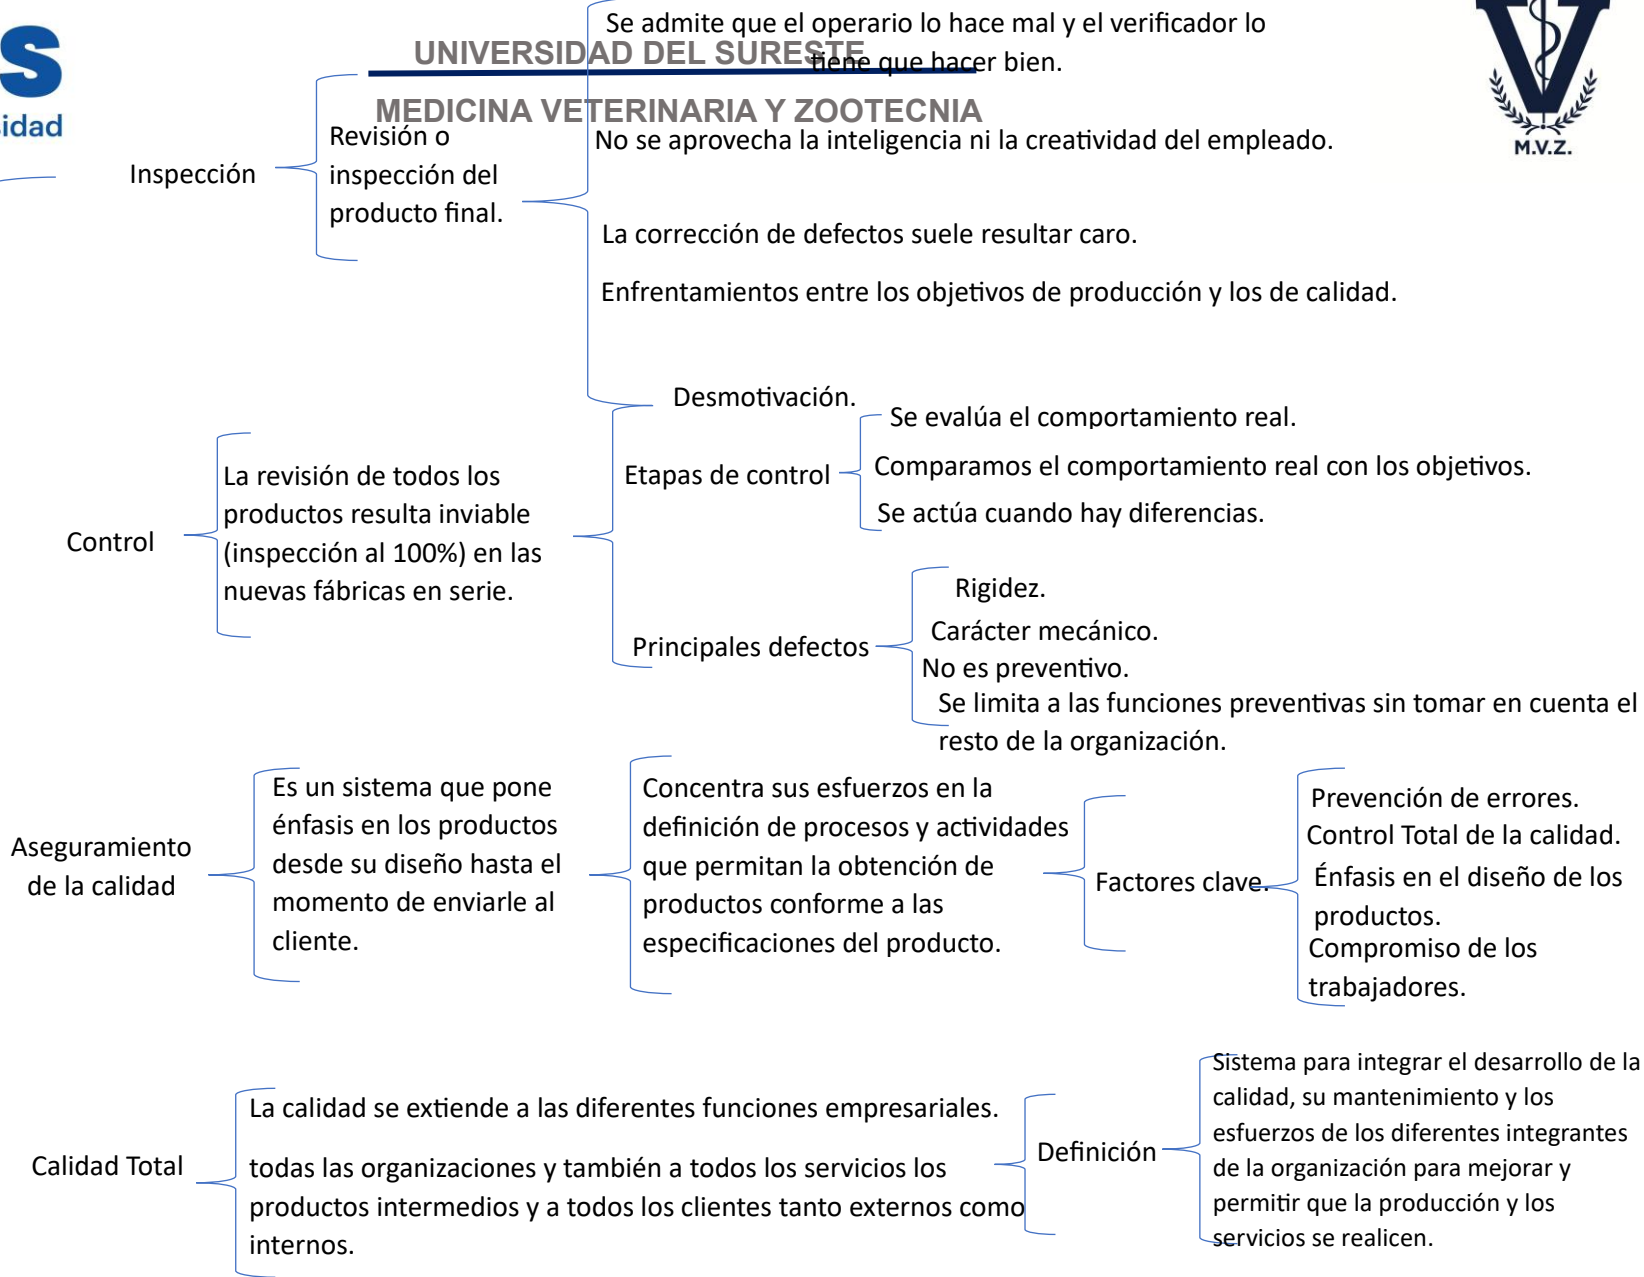 S
sidad
UNIVERSIDAD DEL SURESTE
MEDICINA VETERINARIA Y ZOOTECNIA
V
M.V.Z.
Inspección
Revisión o
inspección del
producto final.
Se admite que el operario lo hace mal y el verificador lo
tiene que hacer bien.
No se aprovecha la inteligencia ni la creatividad del empleado.
La corrección de defectos suele resultar caro.
Enfrentamientos entre los objetivos de producción y los de calidad.
Desmotivación.
Control
La revisión de todos los
productos resulta inviable
(inspección al 100%) en las
nuevas fábricas en serie.
Etapas de control
Se evalúa el comportamiento real.
Comparamos el comportamiento real con los objetivos.
Se actúa cuando hay diferencias.
Principales defectos
Rigidez.
Carácter mecánico.
No es preventivo.
Se limita a las funciones preventivas sin tomar en cuenta el
resto de la organización.
Aseguramiento
de la calidad
Es un sistema que pone
énfasis en los productos
desde su diseño hasta el
momento de enviarle al
cliente.
Concentra sus esfuerzos en la
definición de procesos y actividades
que permitan la obtención de
productos conforme a las
especificaciones del producto.
Factores clave.
Prevención de errores.
Control Total de la calidad.
Énfasis en el diseño de los
productos.
Compromiso de los
trabajadores.
Calidad Total
La calidad se extiende a las diferentes funciones empresariales.
todas las organizaciones y también a todos los servicios los
productos intermedios y a todos los clientes tanto externos como
internos.
Definición
Sistema para integrar el desarrollo de la
calidad, su mantenimiento y los
esfuerzos de los diferentes integrantes
de la organización para mejorar y
permitir que la producción y los
servicios se realicen.